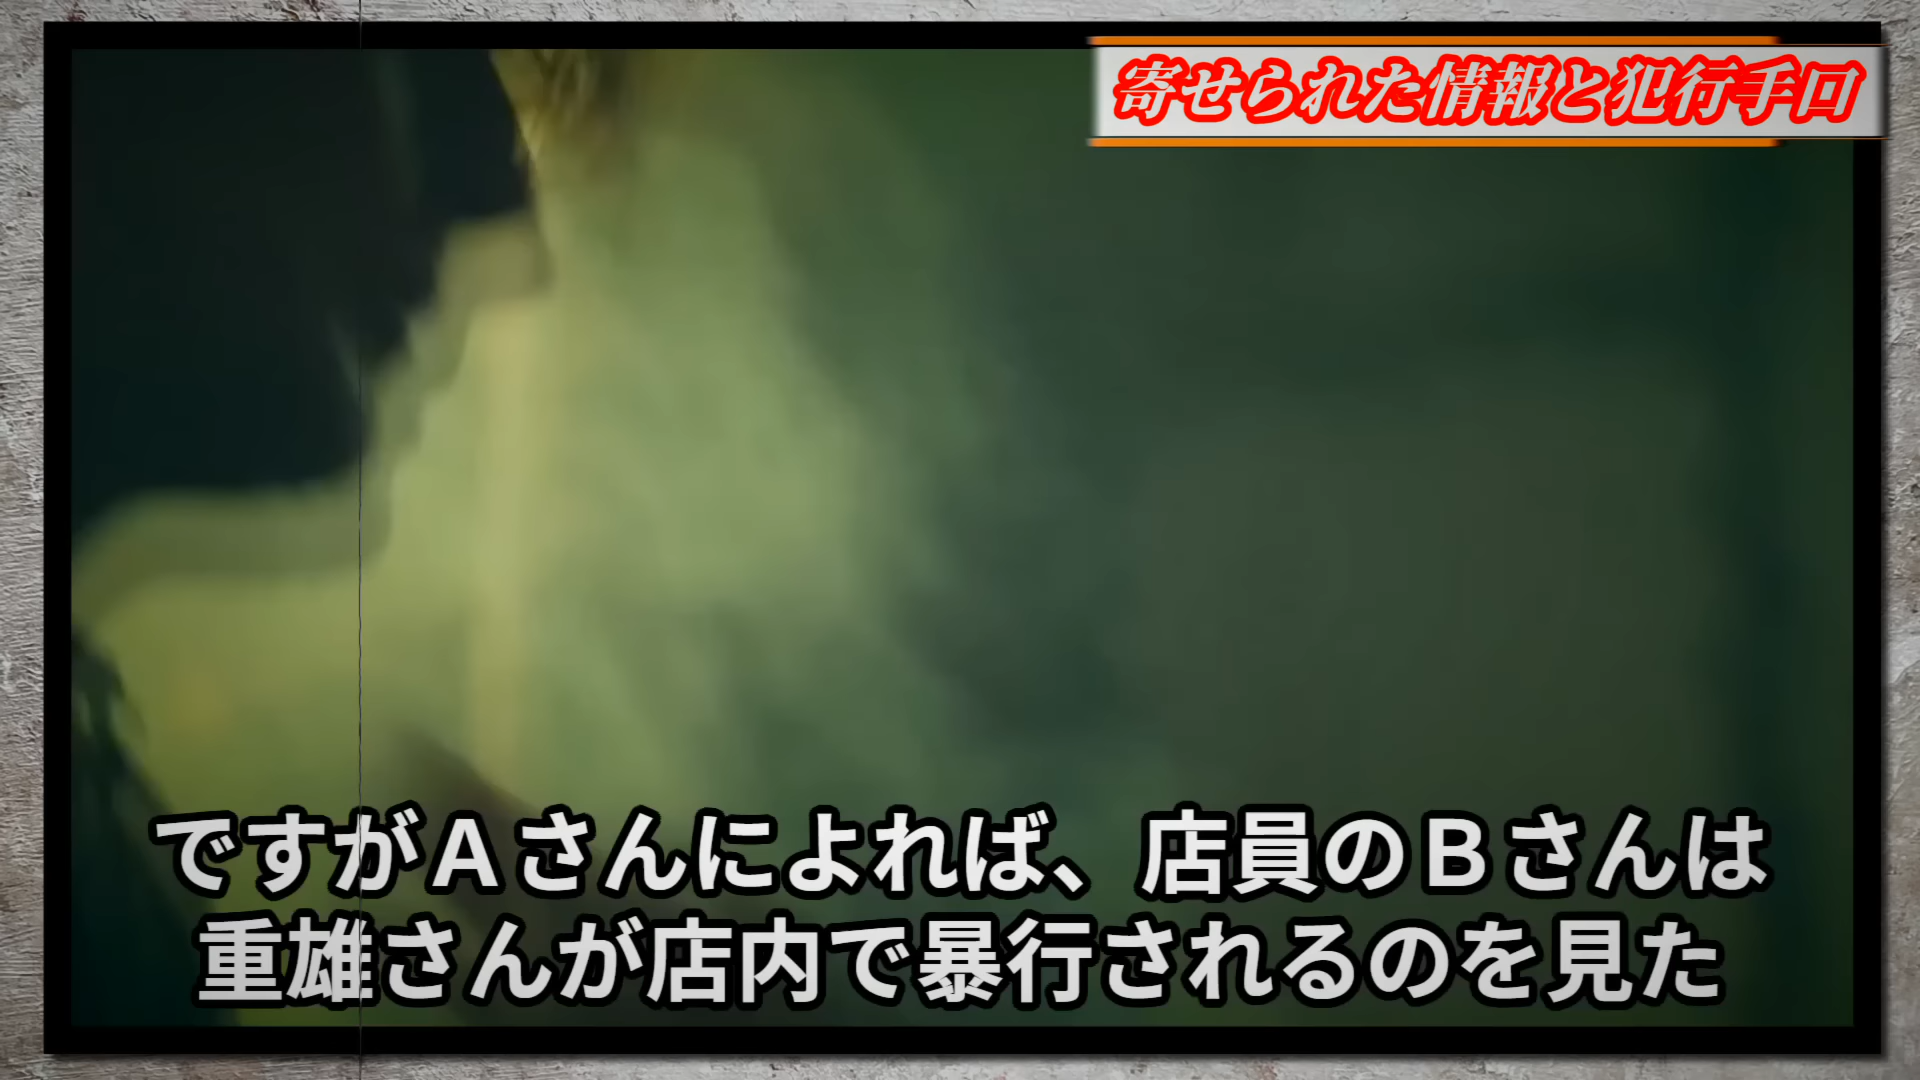 寄せられた情報と犯行手口
ですがAさんによれば、店員のBさんは
重雄さんが店内で暴行されるのを見た